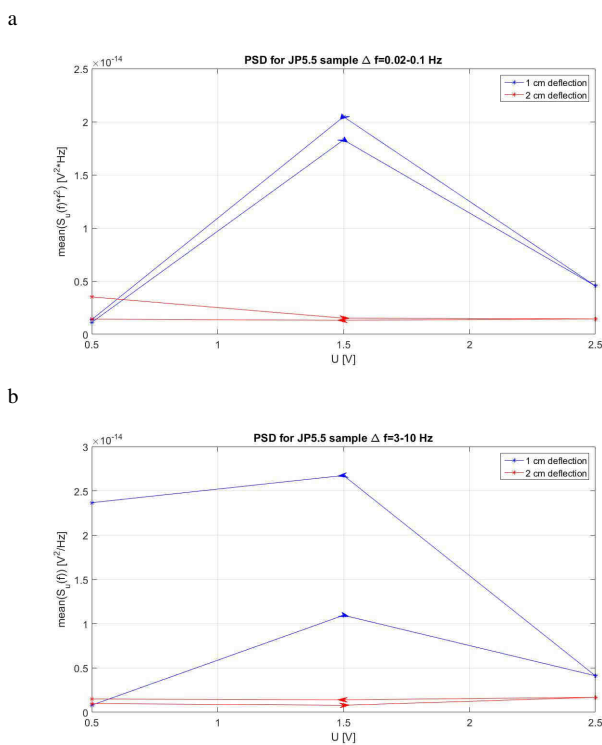 a
PSD for JP5.5 sample Δ f=0.02-0.1 Hz
×10⁻¹⁴
2.5
2
1.5
1
0.5
0
mean(S_u(f)*f²) [V²*Hz]
1 cm deflection
2 cm deflection
0.5 1 1.5 2 2.5
U [V]
b
PSD for JP5.5 sample Δ f=3-10 Hz
×10⁻¹⁴
3
2.5
2
1.5
1
0.5
0
mean(S_u(f)) [V²/Hz]
1 cm deflection
2 cm deflection
0.5 1 1.5 2 2.5
U [V]